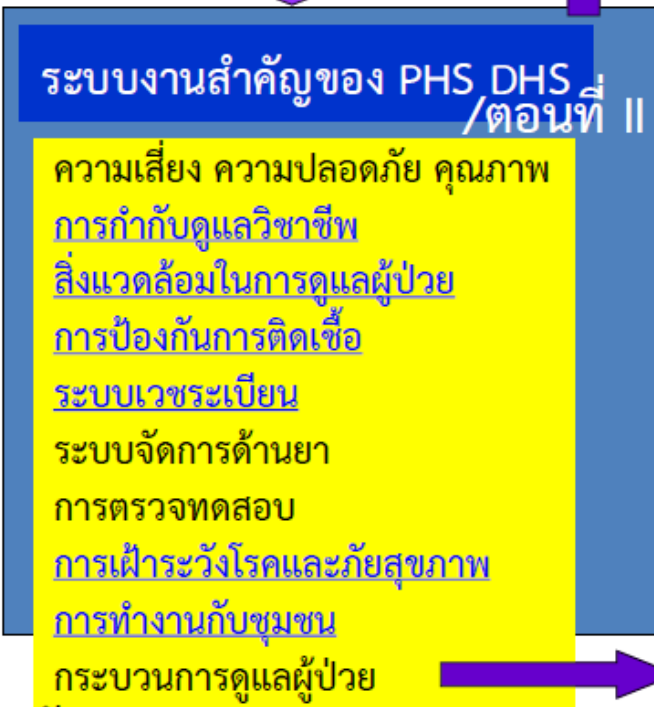 ระบบงานสำคัญของ PHS DHS
/ตอนที่ II
ความเสี่ยง ความปลอดภัย คุณภาพ
การกำกับดูแลวิชาชีพ
สิ่งแวดล้อมในการดูแลผู้ป่วย
การป้องกันการติดเชื้อ
ระบบเวชระเบียน
ระบบจัดการด้านยา
การตรวจทดสอบ
การเฝ้าระวังโรคและภัยสุขภาพ
การทำงานกับชุมชน
กระบวนการดูแลผู้ป่วย